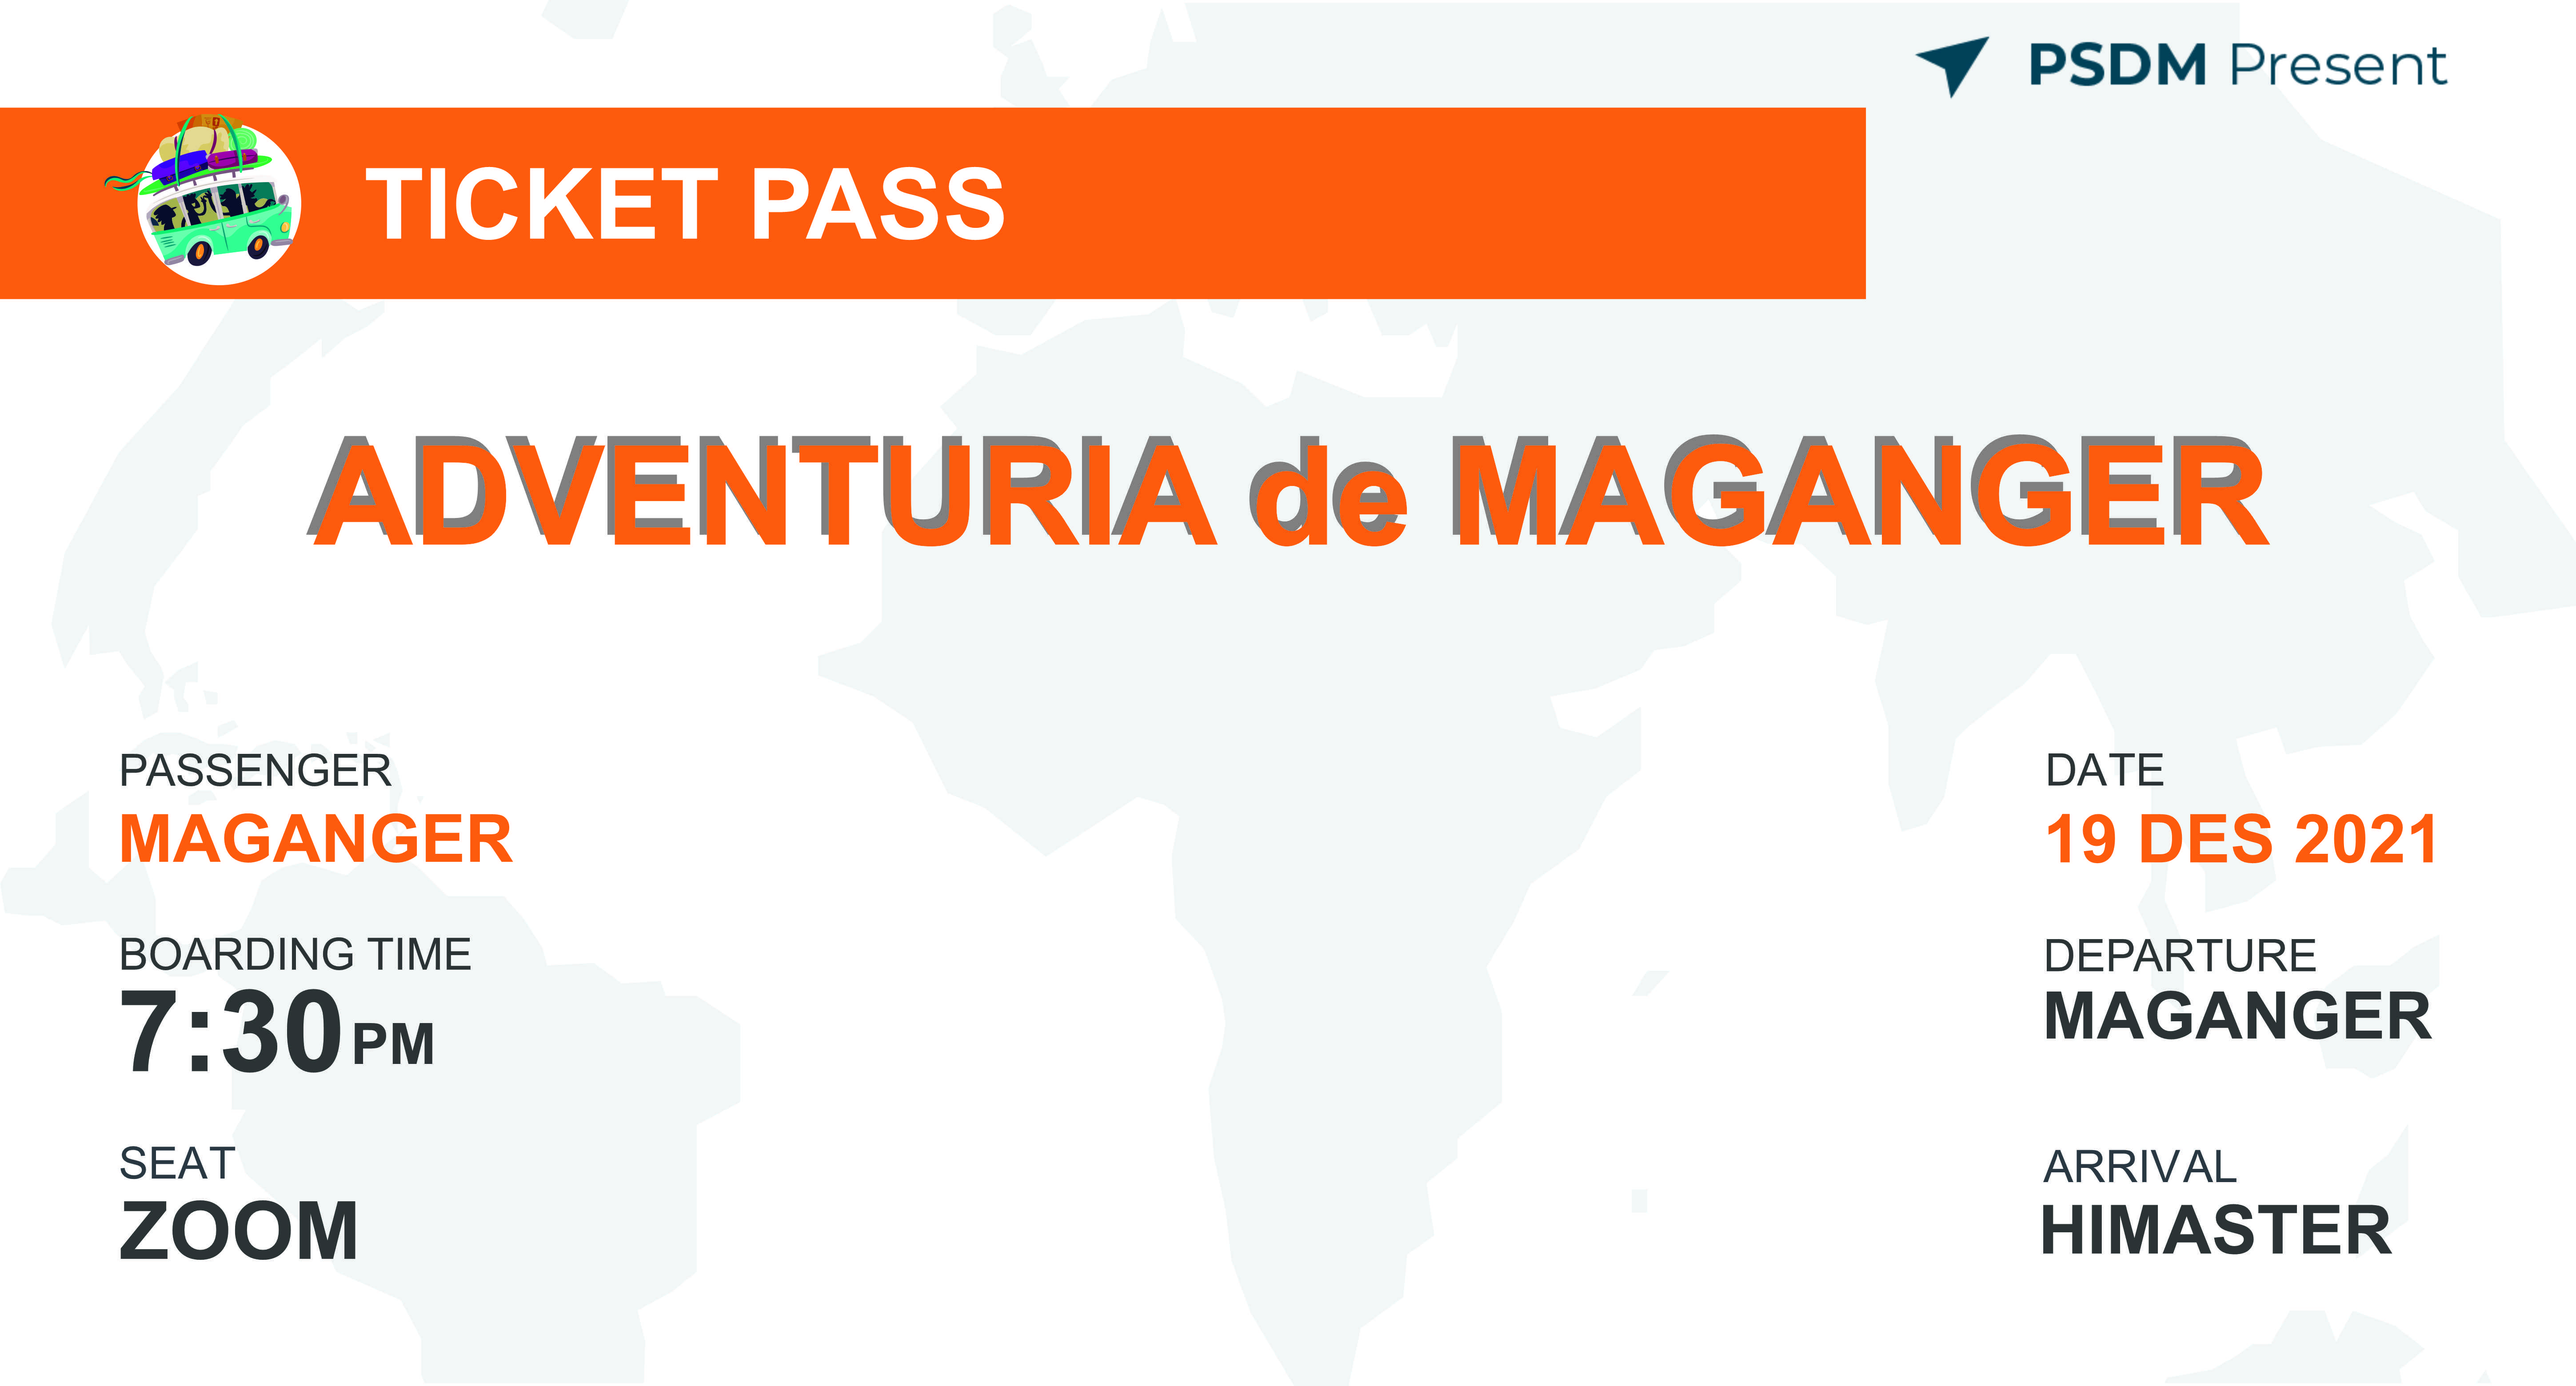 PSDM Present
TICKET PASS
ADVENTURIA de MAGANGER
PASSENGER
MAGANGER
BOARDING TIME
7:30 PM
SEAT
ZOOM
DATE
19 DES 2021
DEPARTURE
MAGANGER
ARRIVAL
HIMASTER